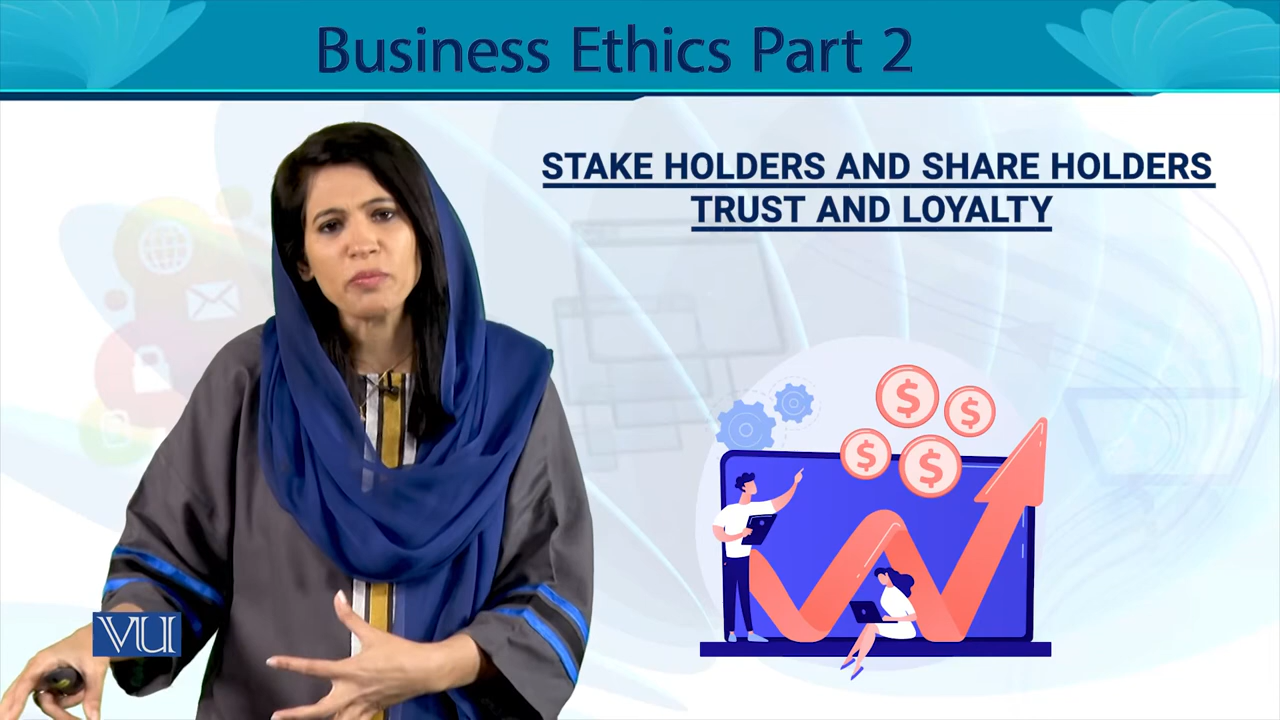 Business Ethics Part 2
STAKE HOLDERS AND SHARE HOLDERS
TRUST AND LOYALTY
$
$
$
$
VU